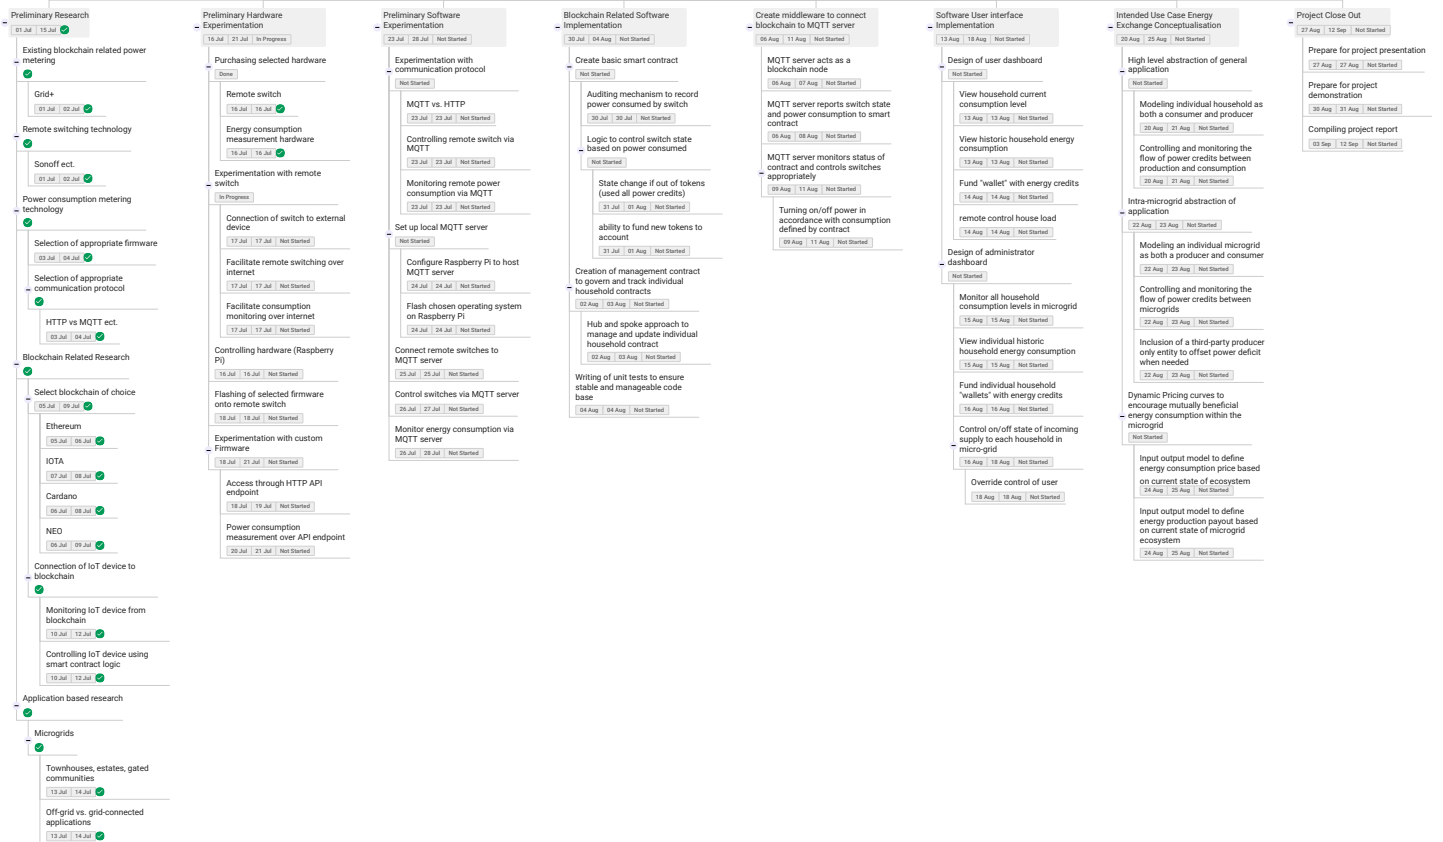 Preliminary Research
01 Jul 15 Jul
Existing blockchain related power
metering
Grid+
01 Jul 02 Jul
Remote switching technology
Sonoff ect.
01 Jul 02 Jul
Power consumption metering
technology
Selection of appropriate firmware
03 Jul 04 Jul
Selection of appropriate
communication protocol
HTTP vs MQTT ect.
03 Jul 04 Jul
Blockchain Related Research
Select blockchain of choice
05 Jul 09 Jul
Ethereum
05 Jul 06 Jul
IOTA
07 Jul 08 Jul
Cardano
06 Jul 08 Jul
NEO
06 Jul 09 Jul
Connection of IoT device to
blockchain
Monitoring IoT device from
blockchain
10 Jul 12 Jul
Controlling IoT device using
smart contract logic
10 Jul 12 Jul
Application based research
Microgrids
Townhouses, estates, gated
communities
13 Jul 14 Jul
Off-grid vs. grid-connected
applications
13 Jul 14 Jul
Preliminary Hardware
Experimentation
16 Jul 21 Jul In Progress
Purchasing selected hardware
Done
Remote switch
16 Jul 16 Jul
Energy consumption
measurement hardware
16 Jul 16 Jul
Experimentation with remote
switch
In Progress
Connection of switch to external
device
17 Jul 17 Jul Not Started
Facilitate remote switching over
internet
17 Jul 17 Jul Not Started
Facilitate consumption
monitoring over internet
17 Jul 17 Jul Not Started
Controlling hardware (Raspberry
Pi)
16 Jul 16 Jul Not Started
Flashing of selected firmware
onto remote switch
18 Jul 18 Jul Not Started
Experimentation with custom
Firmware
18 Jul 21 Jul Not Started
Access through HTTP API
endpoint
18 Jul 19 Jul Not Started
Power consumption
measurement over API endpoint
20 Jul 21 Jul Not Started
Preliminary Software
Experimentation
23 Jul 28 Jul Not Started
Experimentation with
communication protocol
Not Started
MQTT vs. HTTP
23 Jul 23 Jul Not Started
Controlling remote switch via
MQTT
23 Jul 23 Jul Not Started
Monitoring remote power
consumption via MQTT
23 Jul 23 Jul Not Started
Set up local MQTT server
Not Started
Configure Raspberry Pi to host
MQTT server
24 Jul 24 Jul Not Started
Flash chosen operating system
on Raspberry Pi
24 Jul 24 Jul Not Started
Connect remote switches to
MQTT server
25 Jul 25 Jul Not Started
Control switches via MQTT server
26 Jul 27 Jul Not Started
Monitor energy consumption via
MQTT server
26 Jul 28 Jul Not Started
Blockchain Related Software
Implementation
30 Jul 04 Aug Not Started
Create basic smart contract
Not Started
Auditing mechanism to record
power consumed by switch
30 Jul 30 Jul Not Started
Logic to control switch state
based on power consumed
Not Started
State change if out of tokens
(used all power credits)
31 Jul 01 Aug Not Started
ability to fund new tokens to
account
31 Jul 01 Aug Not Started
Creation of management contract
to govern and track individual
household contracts
02 Aug 03 Aug Not Started
Hub and spoke approach to
manage and update individual
household contract
02 Aug 03 Aug Not Started
Writing of unit tests to ensure
stable and manageable code
base
04 Aug 04 Aug Not Started
Create middleware to connect
blockchain to MQTT server
06 Aug 11 Aug Not Started
MQTT server acts as a
blockchain node
06 Aug 07 Aug Not Started
MQTT server reports switch state
and power consumption to smart
contract
06 Aug 08 Aug Not Started
MQTT server monitors status of
contract and controls switches
appropriately
09 Aug 11 Aug Not Started
Turning on/off power in
accordance with consumption
defined by contract
09 Aug 11 Aug Not Started
Software User interface
Implementation
13 Aug 18 Aug Not Started
Design of user dashboard
Not Started
View household current
consumption level
13 Aug 13 Aug Not Started
View historic household energy
consumption
13 Aug 13 Aug Not Started
Fund "wallet" with energy credits
14 Aug 14 Aug Not Started
remote control house load
14 Aug 14 Aug Not Started
Design of administrator
dashboard
Not Started
Monitor all household
consumption levels in microgrid
15 Aug 15 Aug Not Started
View individual historic
household energy consumption
15 Aug 15 Aug Not Started
Fund individual household
"wallets" with energy credits
16 Aug 16 Aug Not Started
Control on/off state of incoming
supply to each household in
micro-grid
16 Aug 18 Aug Not Started
Override control of user
18 Aug 18 Aug Not Started
Intended Use Case Energy
Exchange Conceptualisation
20 Aug 25 Aug Not Started
High level abstraction of general
application
Not Started
Modeling individual household as
both a consumer and producer
20 Aug 21 Aug Not Started
Controlling and monitoring the
flow of power credits between
production and consumption
20 Aug 21 Aug Not Started
Intra-microgrid abstraction of
application
22 Aug 23 Aug Not Started
Modeling an individual microgrid
as both a producer and consumer
22 Aug 23 Aug Not Started
Controlling and monitoring the
flow of power credits between
microgrids
22 Aug 23 Aug Not Started
Inclusion of a third-party producer
only entity to offset power deficit
when needed
22 Aug 23 Aug Not Started
Dynamic Pricing curves to
encourage mutually beneficial
energy consumption within the
microgrid
Not Started
Input output model to define
energy consumption price based
on current state of ecosystem
24 Aug 25 Aug Not Started
Input output model to define
energy production payout based
on current state of microgrid
ecosystem
24 Aug 25 Aug Not Started
Project Close Out
27 Aug 12 Sep Not Started
Prepare for project presentation
27 Aug 27 Aug Not Started
Prepare for project
demonstration
30 Aug 31 Aug Not Started
Compiling project report
03 Sep 12 Sep Not Started